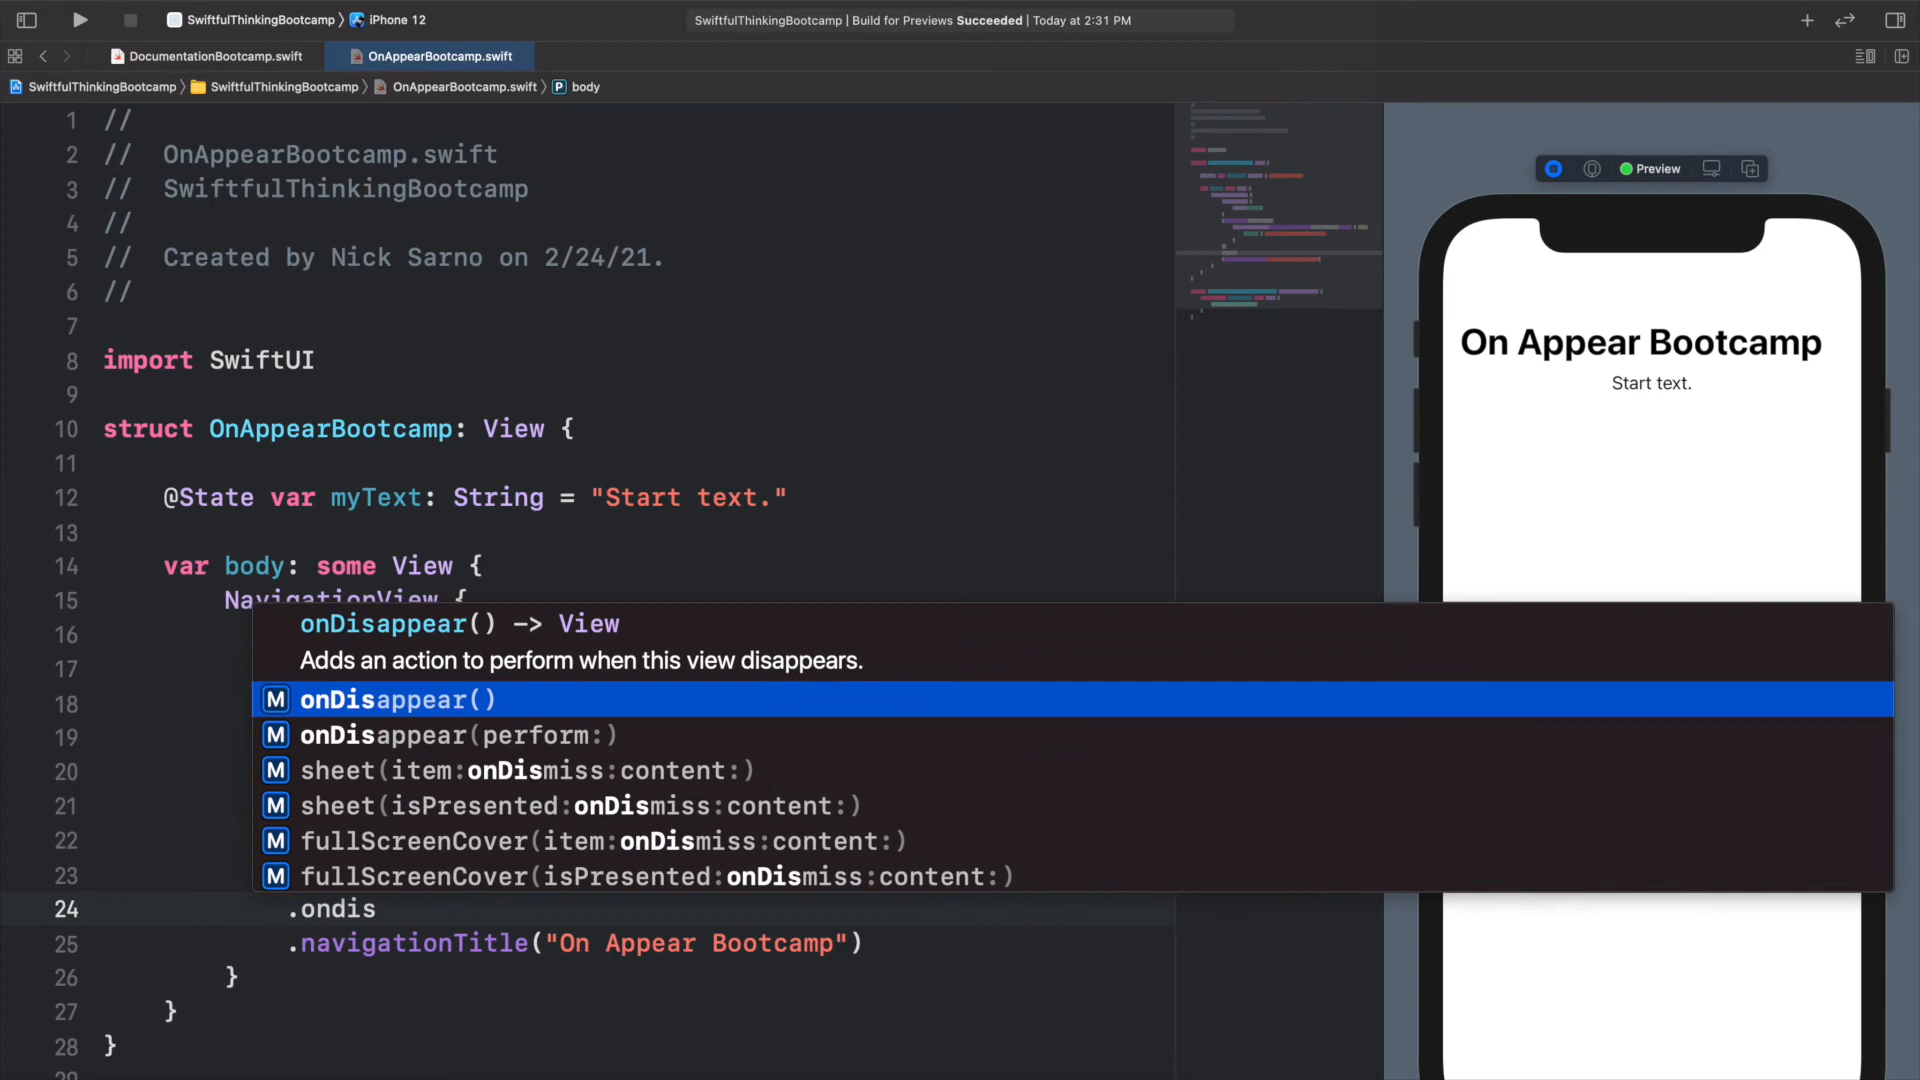 SwiftfulThinkingBootcamp 〉 iPhone 12
SwiftfulThinkingBootcamp | Build for Previews Succeeded | Today at 2:31 PM
DocumentationBootcamp.swift
OnAppearBootcamp.swift
SwiftfulThinkingBootcamp 〉 SwiftfulThinkingBootcamp 〉 OnAppearBootcamp.swift 〉 P body
1 //
2 // OnAppearBootcamp.swift
3 // SwiftfulThinkingBootcamp
4 //
5 // Created by Nick Sarno on 2/24/21.
6 //
7
8 import SwiftUI
9
10 struct OnAppearBootcamp: View {
11
12 @State var myText: String = "Start text."
13
14 var body: some View {
15 NavigationView {
16
17
18
19
20
21
22
23
onDisappear() -> View
Adds an action to perform when this view disappears.
M onDisappear()
M onDisappear(perform:)
M sheet(item:onDismiss:content:)
M sheet(isPresented:onDismiss:content:)
M fullScreenCover(item:onDismiss:content:)
M fullScreenCover(isPresented:onDismiss:content:)
24 .ondis
25 .navigationTitle("On Appear Bootcamp")
26 }
27 }
28 }
29
Preview
On Appear Bootcamp
Start text.